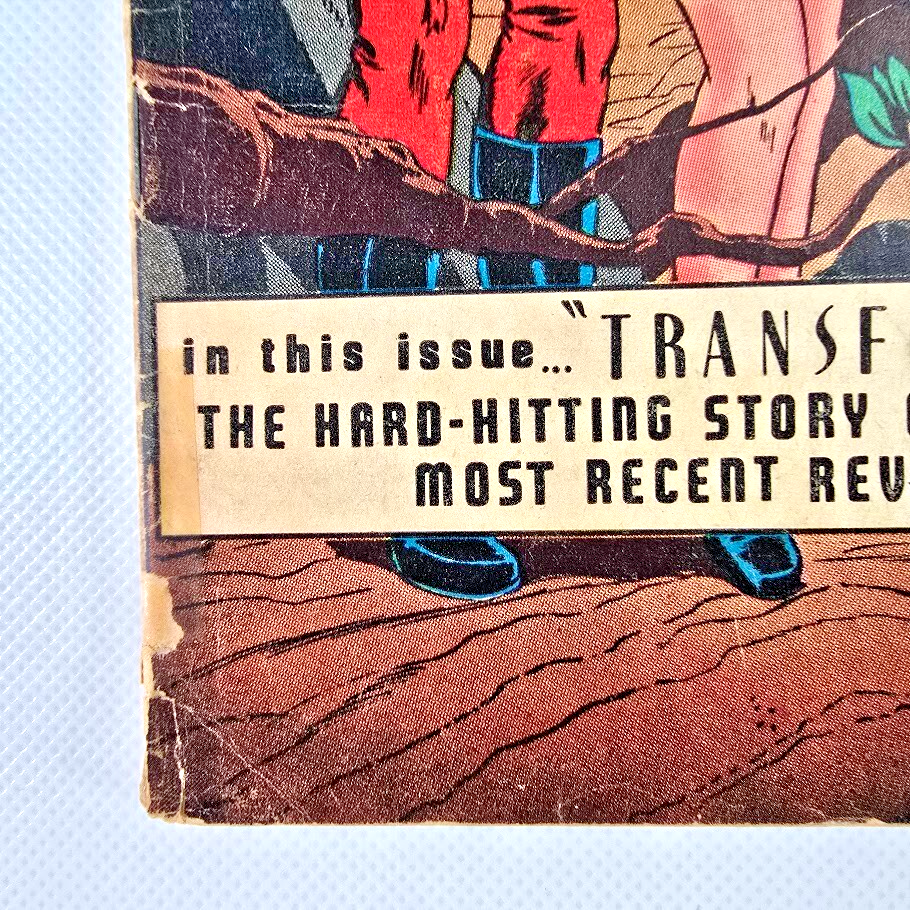 in this issue... "TRANSF
THE HARD-HITTING STORY
MOST RECENT REV